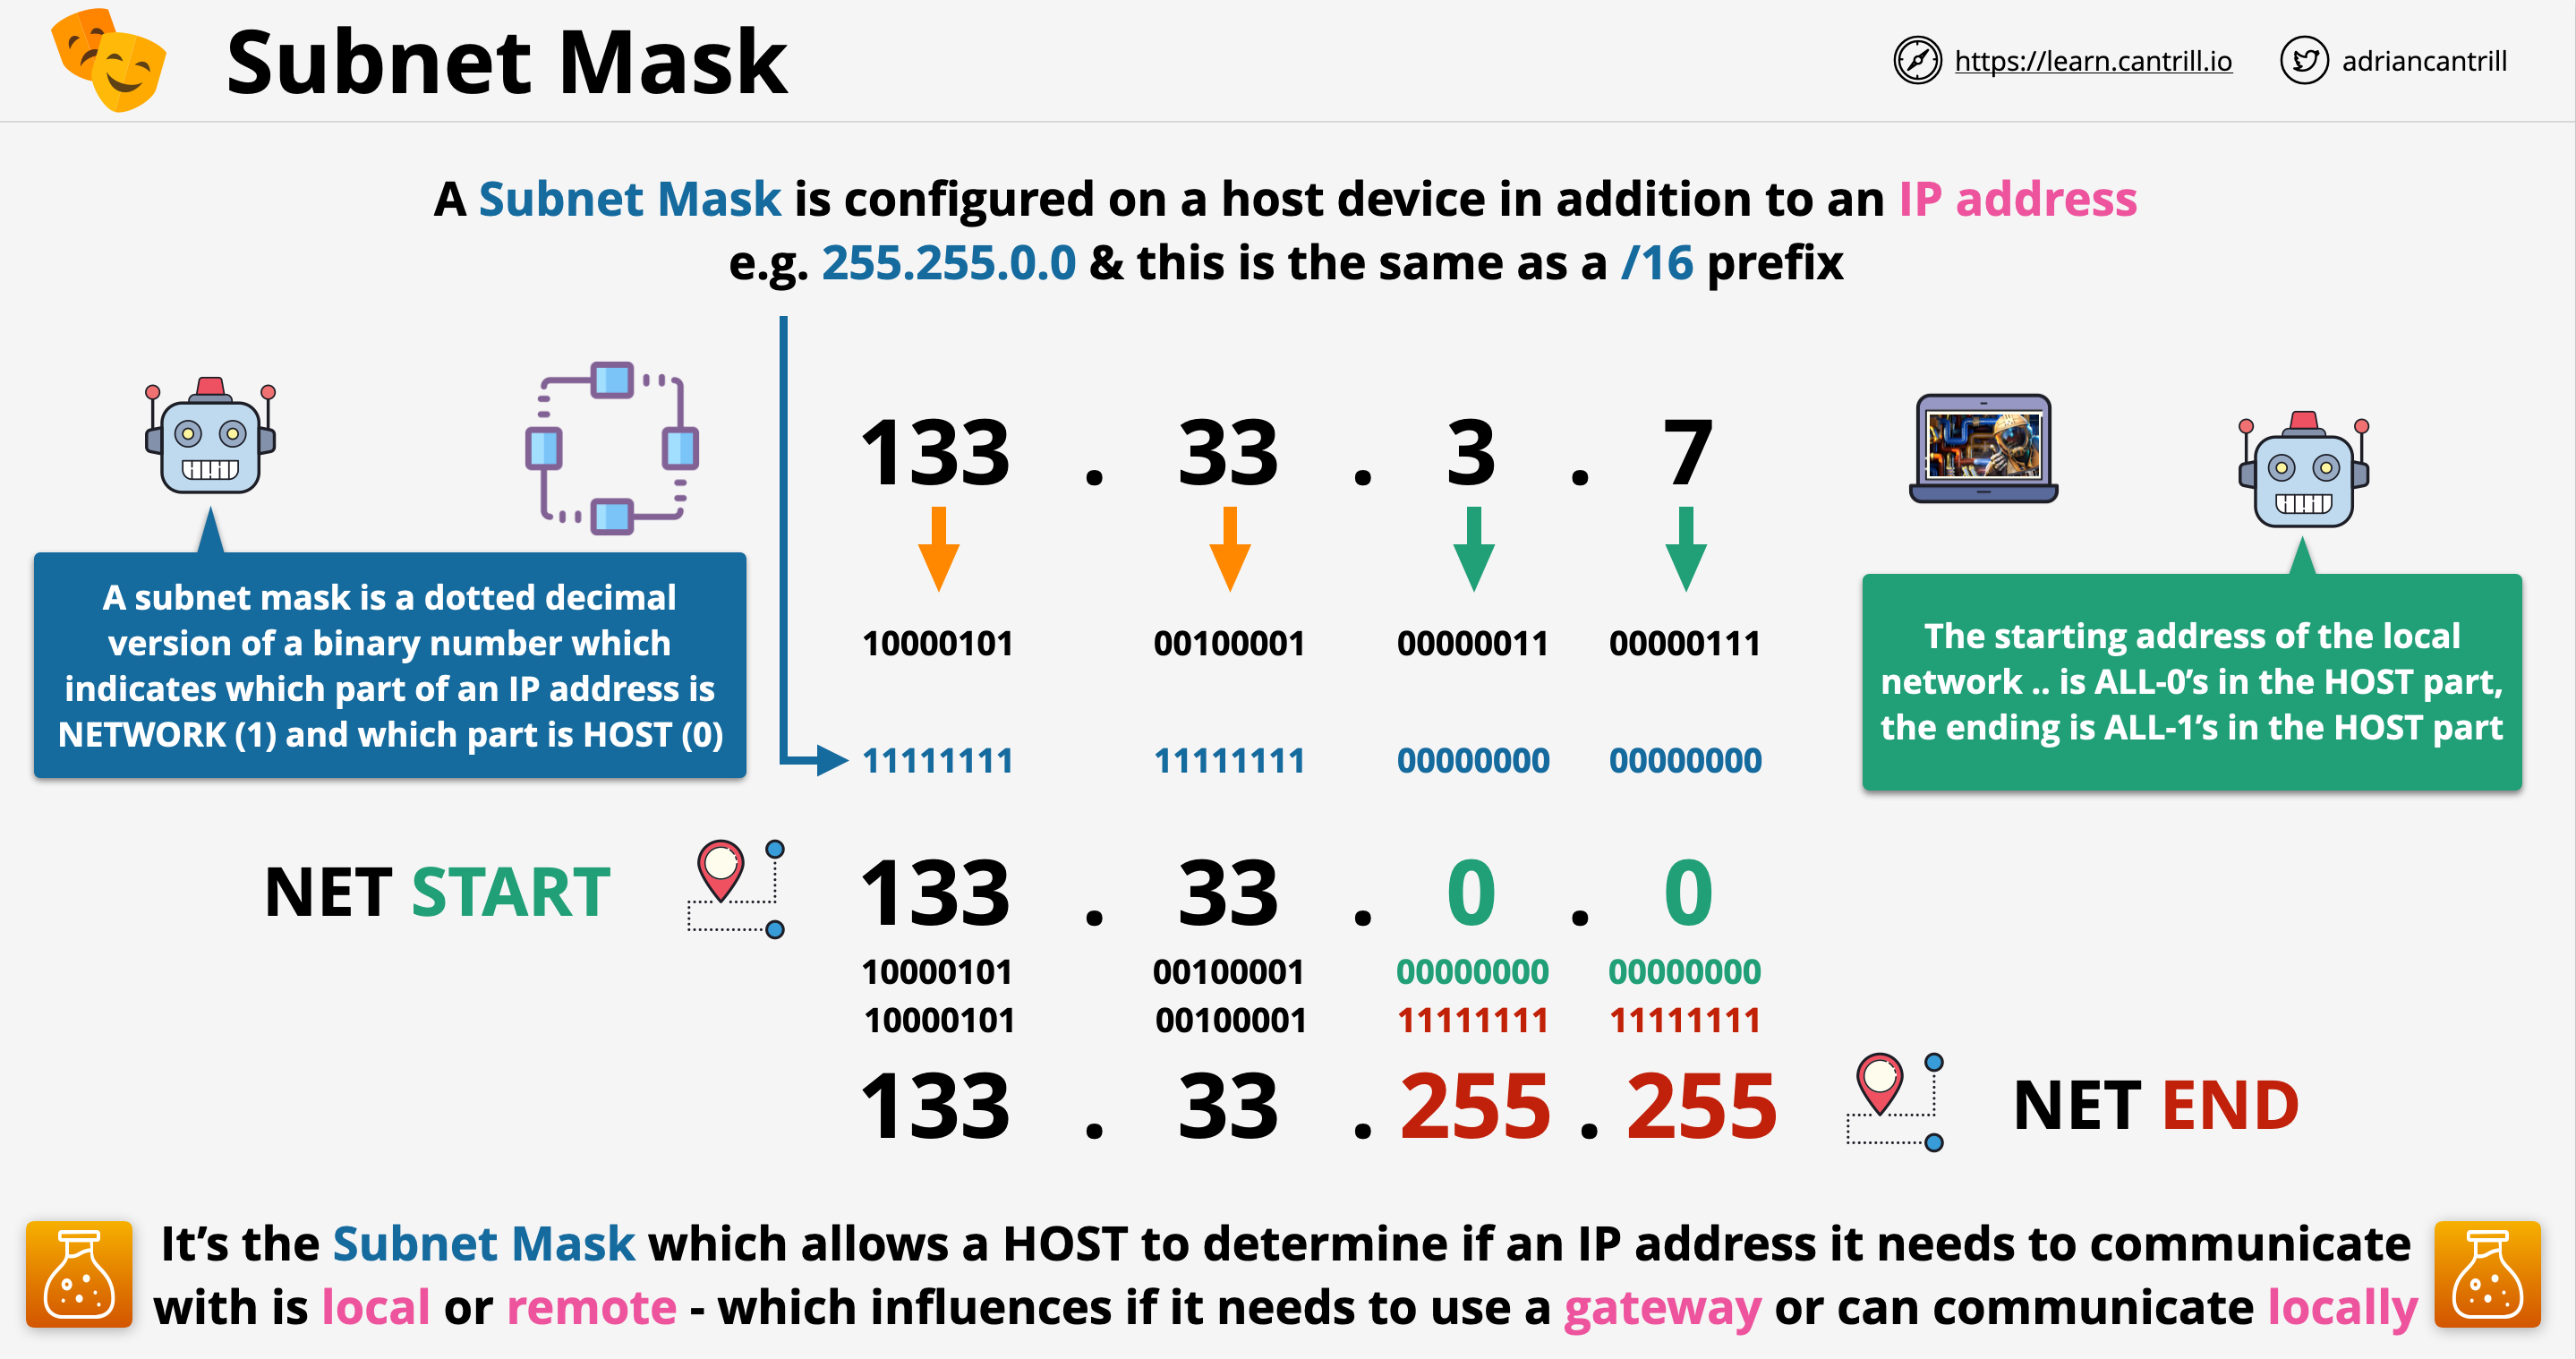 Subnet Mask
https://learn.cantrill.io
adriancantrill
A Subnet Mask is configured on a host device in addition to an IP address
e.g. 255.255.0.0 & this is the same as a /16 prefix
133 . 33 . 3 . 7
10000101 00100001 00000011 00000111
11111111 11111111 00000000 00000000
A subnet mask is a dotted decimal
version of a binary number which
indicates which part of an IP address is
NETWORK (1) and which part is HOST (0)
The starting address of the local
network .. is ALL-0’s in the HOST part,
the ending is ALL-1’s in the HOST part
NET START
133 . 33 . 0 . 0
10000101 00100001 00000000 00000000
10000101 00100001 11111111 11111111
133 . 33 . 255 . 255
NET END
It’s the Subnet Mask which allows a HOST to determine if an IP address it needs to communicate
with is local or remote - which influences if it needs to use a gateway or can communicate locally